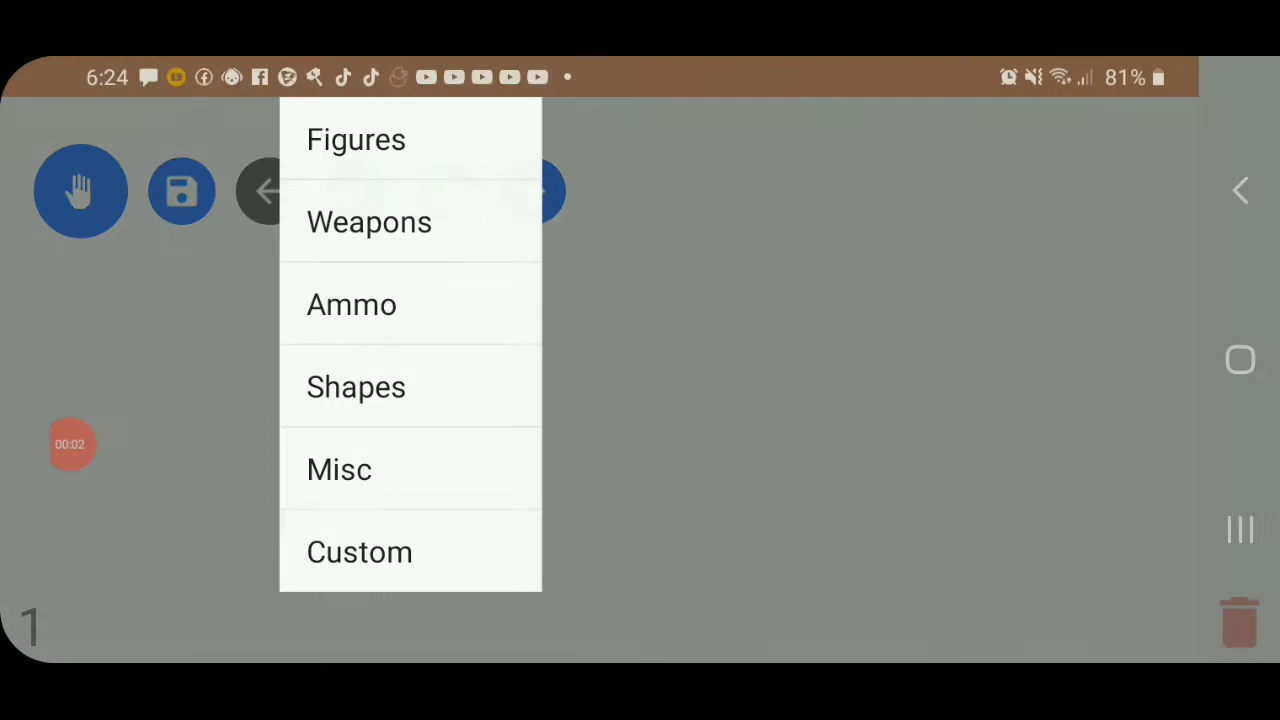 6:24
81%
Figures
Weapons
Ammo
Shapes
00:02
Misc
Custom
1